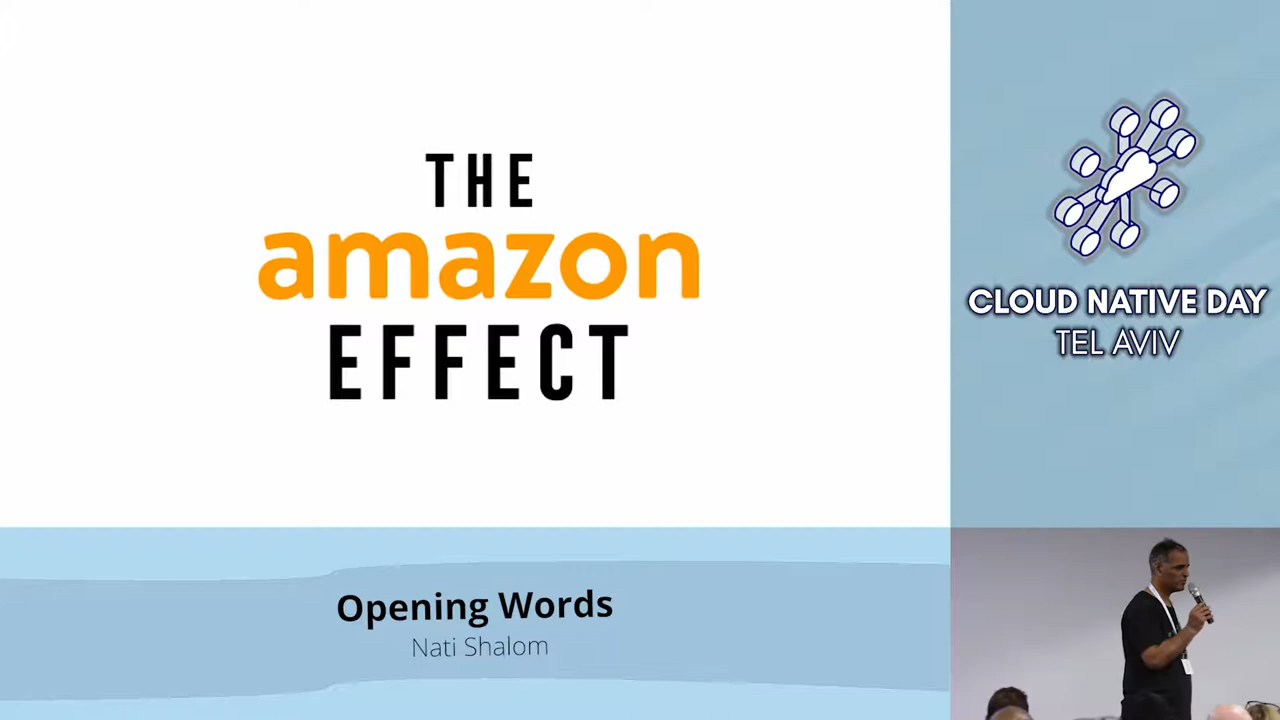 THE
amazon
EFFECT
CLOUD NATIVE DAY
TEL AVIV
Opening Words
Nati Shalom